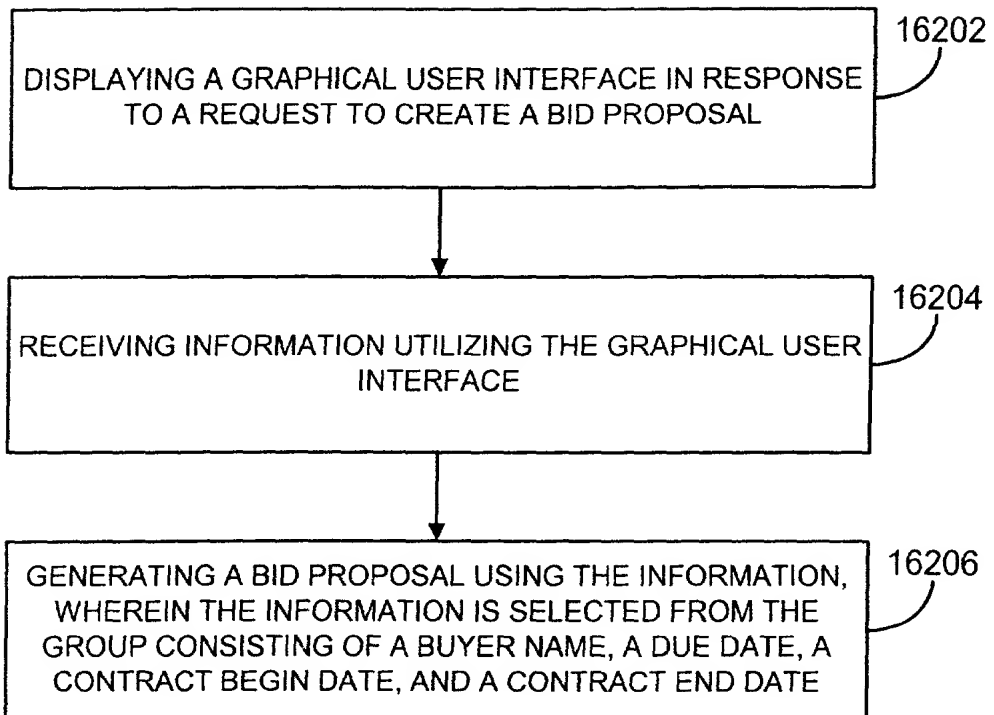 16202
DISPLAYING A GRAPHICAL USER INTERFACE IN RESPONSE
TO A REQUEST TO CREATE A BID PROPOSAL
16204
RECEIVING INFORMATION UTILIZING THE GRAPHICAL USER
INTERFACE
16206
GENERATING A BID PROPOSAL USING THE INFORMATION,
WHEREIN THE INFORMATION IS SELECTED FROM THE
GROUP CONSISTING OF A BUYER NAME, A DUE DATE, A
CONTRACT BEGIN DATE, AND A CONTRACT END DATE